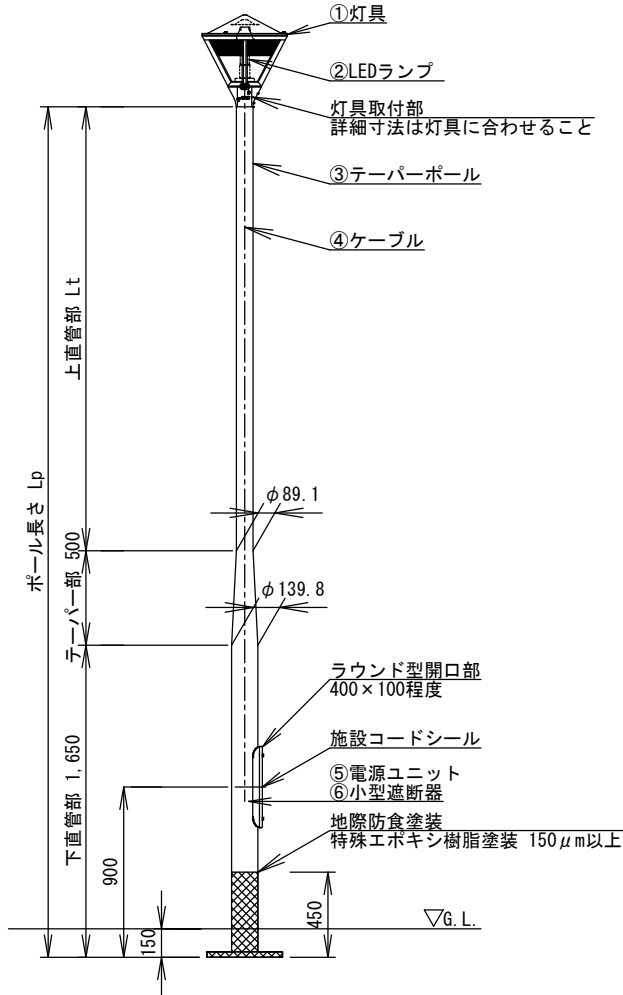 ①灯具
②LEDランプ
灯具取付部
詳細寸法は灯具に合わせること
③テーパーポール
④ケーブル
上直管部 Lt
ポール長さ Lp
φ89.1
テーパー部 500
φ139.8
ラウンド型開口部
400×100程度
施設コードシール
⑤電源ユニット
⑥小型遮断器
地際防食塗装
特殊エポキシ樹脂塗装 150μm以上
下直管部 1,650
900
450
150
▽G.L.